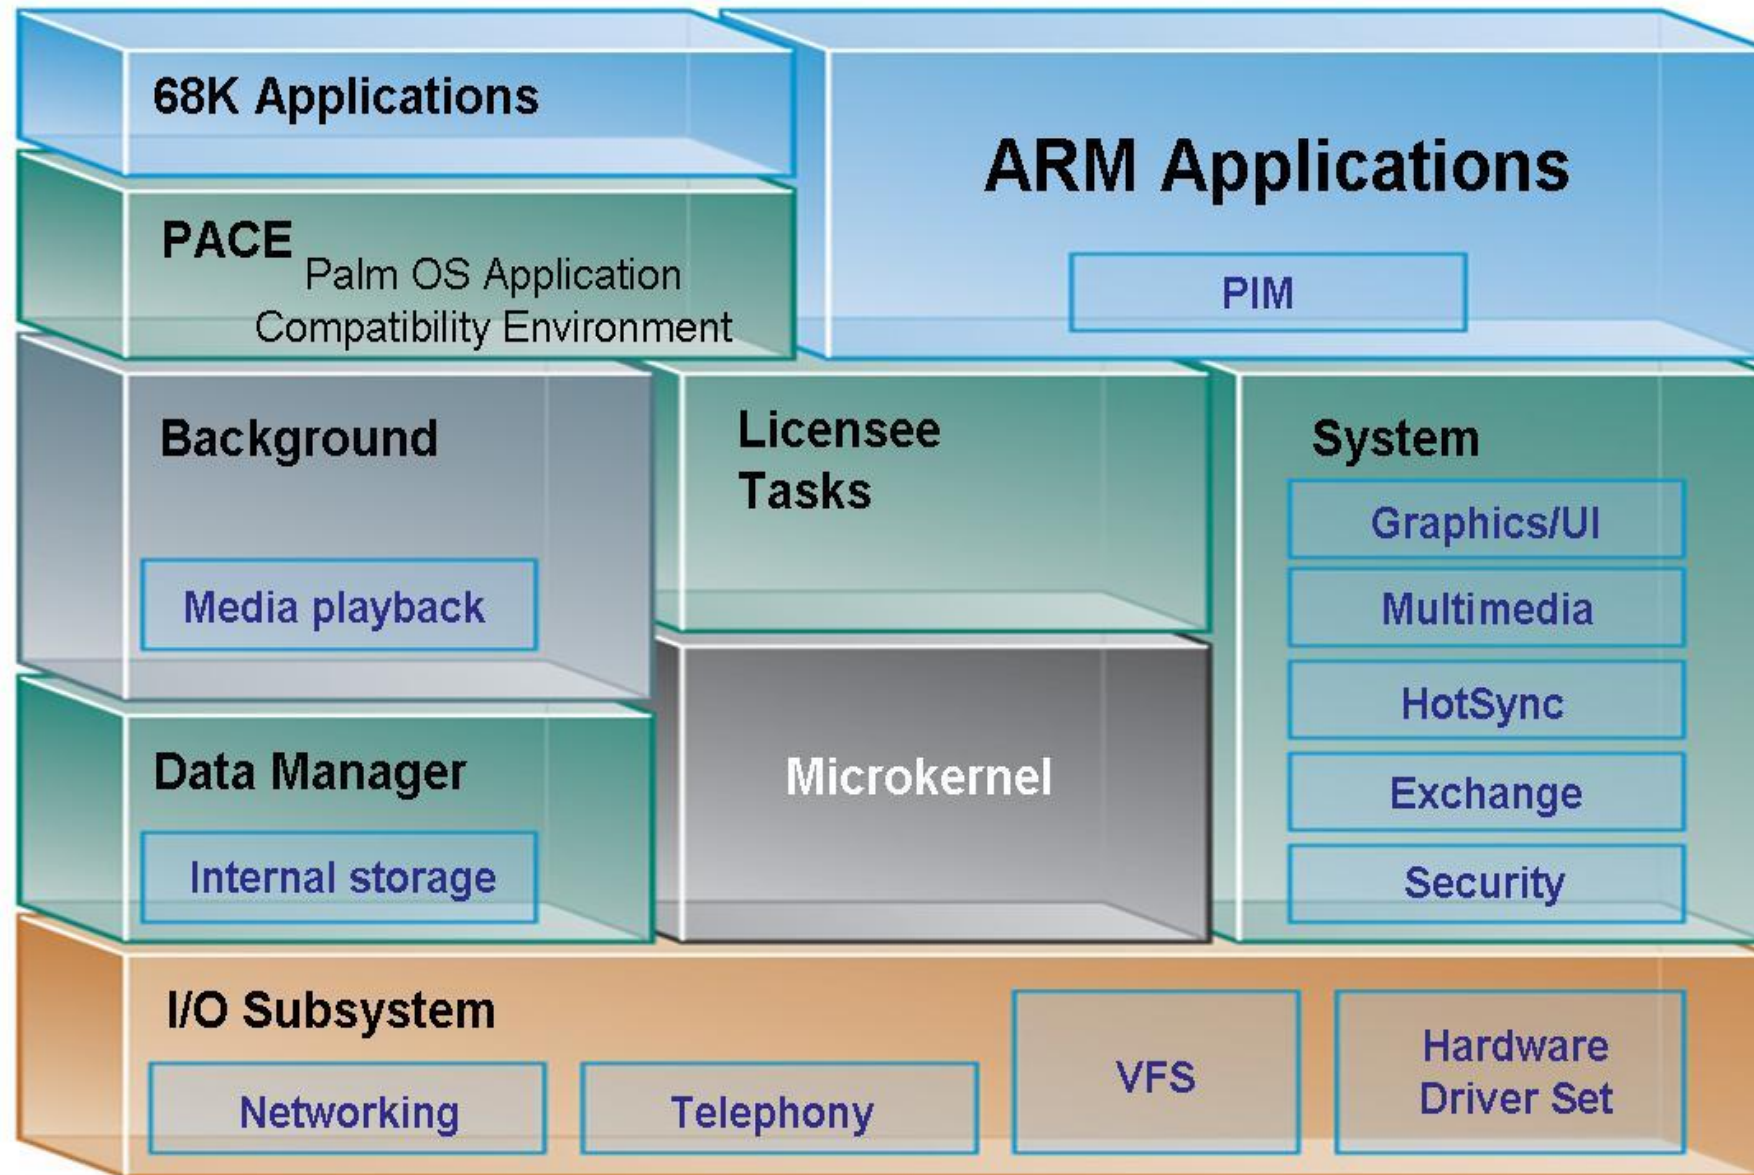 68K Applications
ARM Applications
PIM
PACE
Palm OS Application
Compatibility Environment
Background
Media playback
Licensee
Tasks
System
Graphics/UI
Multimedia
HotSync
Exchange
Security
Data Manager
Internal storage
Microkernel
I/O Subsystem
Networking
Telephony
VFS
Hardware
Driver Set